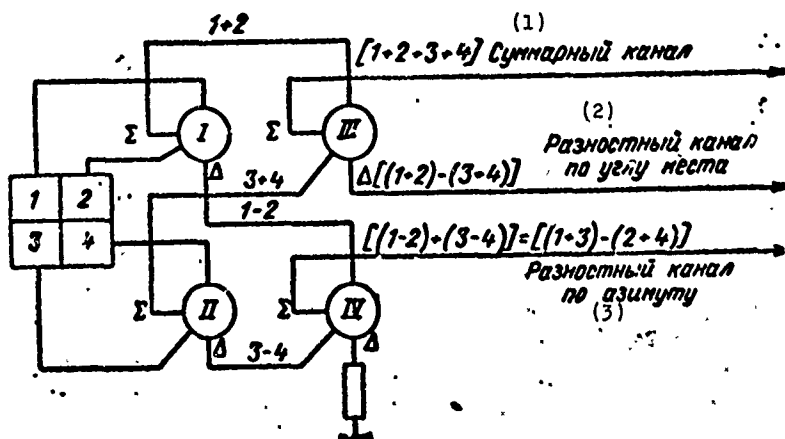 1+2
(1)
[1+2+3+4] Суммарный канал
Σ I
Σ III
(2)
Разностный канал
по углу места
Δ
Δ[(1+2)-(3+4)]
3+4
1-2
1 2
3 4
[(1-2)+(3-4)]=[(1+3)-(2+4)]
Разностный канал
по азимуту
(3)
Σ II
Σ IV
Δ
Δ
3-4